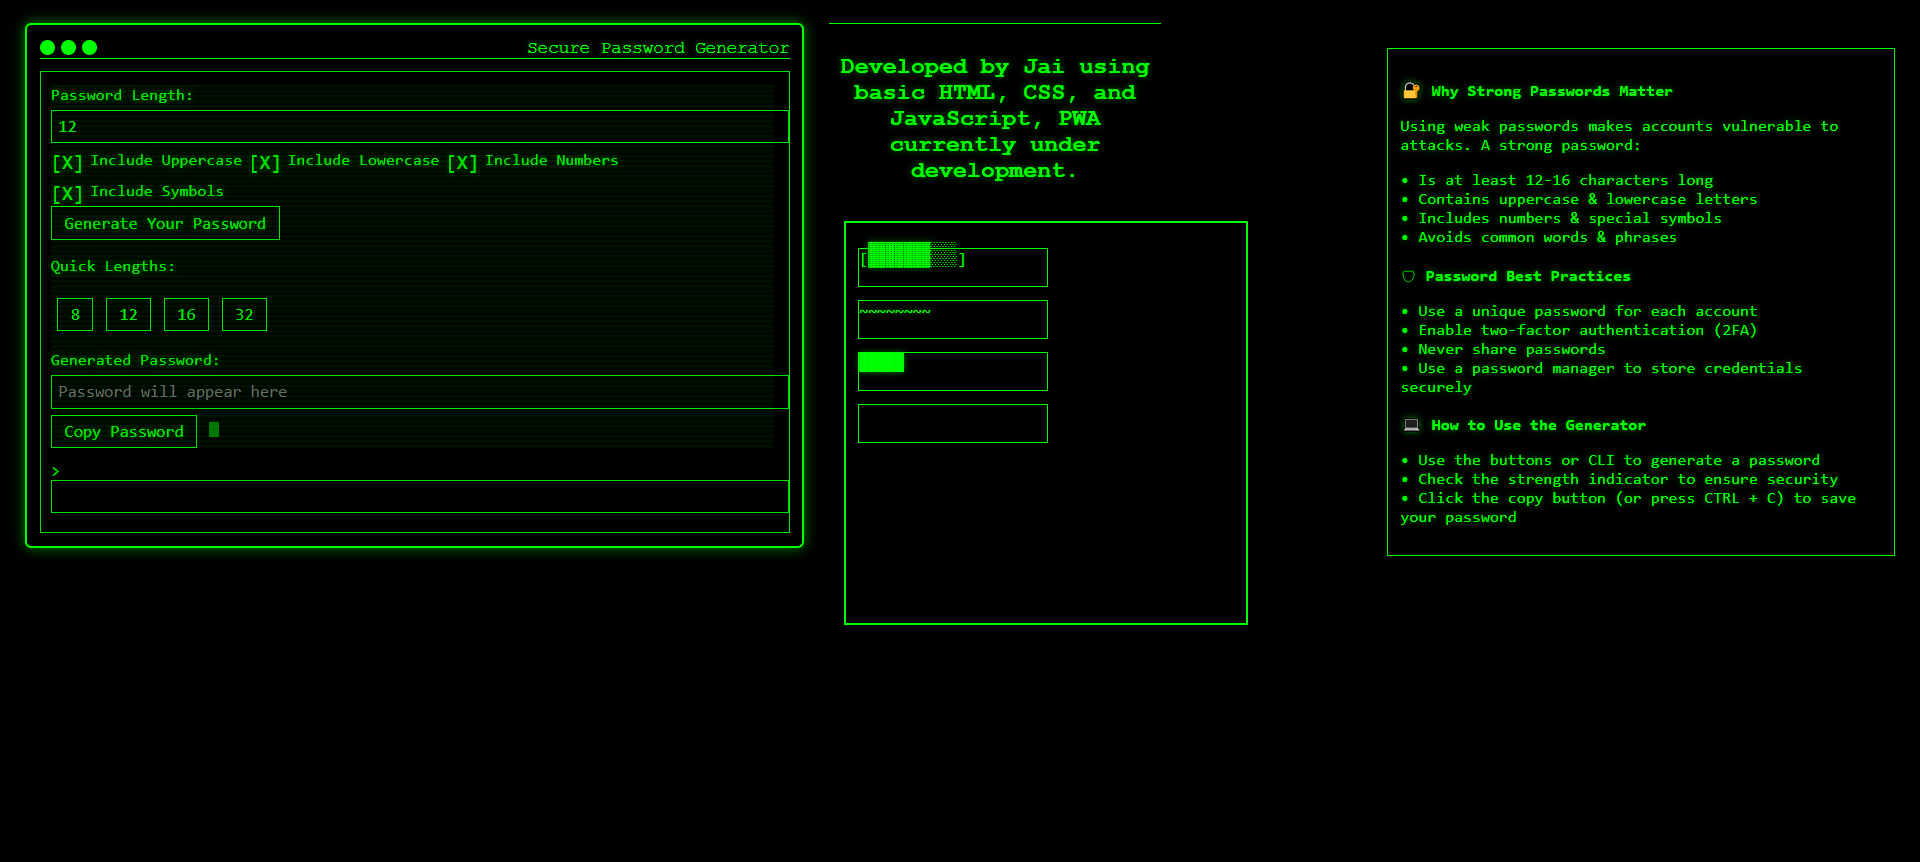 Secure Password Generator
Password Length:
12
[X] Include Uppercase [X] Include Lowercase [X] Include Numbers
[X] Include Symbols
Generate Your Password
Quick Lengths:
8 12 16 32
Generated Password:
Password will appear here
Copy Password
>
Developed by Jai using
basic HTML, CSS, and
JavaScript, PWA
currently under
development.
[███████▒▒▒]
~~~~~~~~
█████
🔐 Why Strong Passwords Matter
Using weak passwords makes accounts vulnerable to
attacks. A strong password:
• Is at least 12-16 characters long
• Contains uppercase & lowercase letters
• Includes numbers & special symbols
• Avoids common words & phrases
🛡 Password Best Practices
• Use a unique password for each account
• Enable two-factor authentication (2FA)
• Never share passwords
• Use a password manager to store credentials
securely
💻 How to Use the Generator
• Use the buttons or CLI to generate a password
• Check the strength indicator to ensure security
• Click the copy button (or press CTRL + C) to save
your password